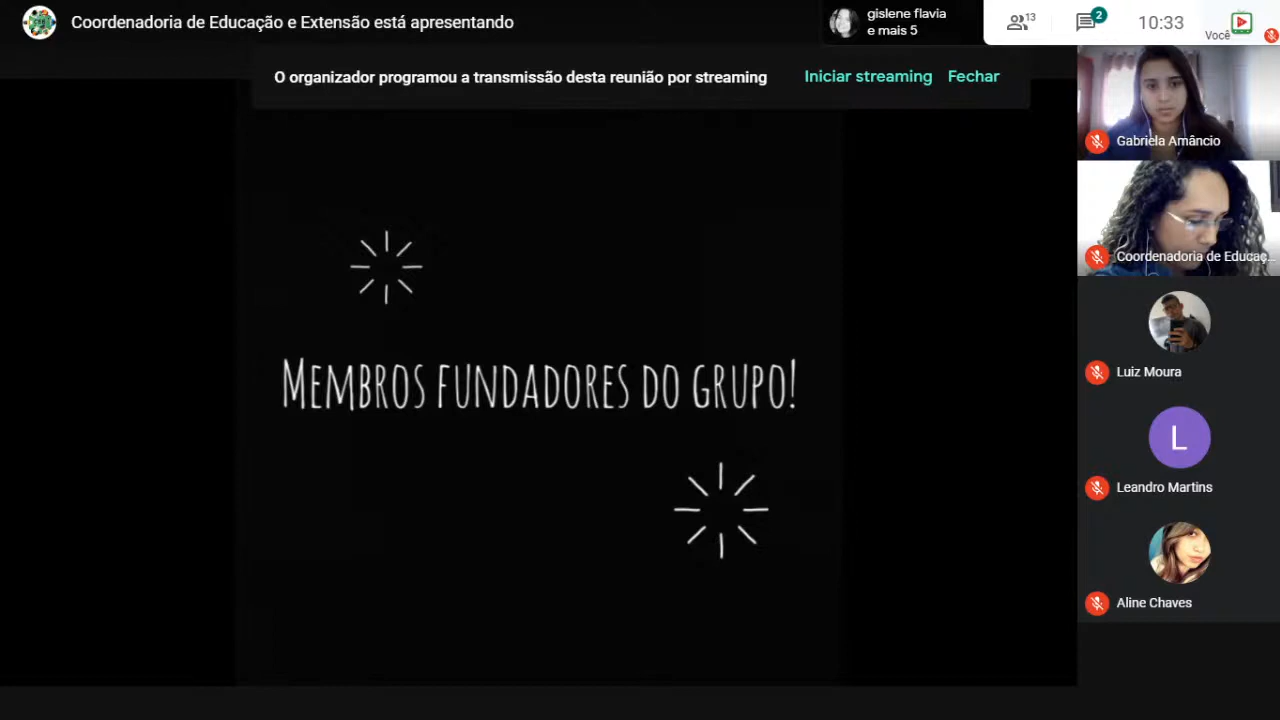 Coordenadoria de Educação e Extensão está apresentando
gislene flavia
e mais 5
13
2
10:33
Você
O organizador programou a transmissão desta reunião por streaming
Iniciar streaming
Fechar
Gabriela Amâncio
Coordenadoria de Educaç...
MEMBROS FUNDADORES DO GRUPO!
Luiz Moura
L
Leandro Martins
Aline Chaves